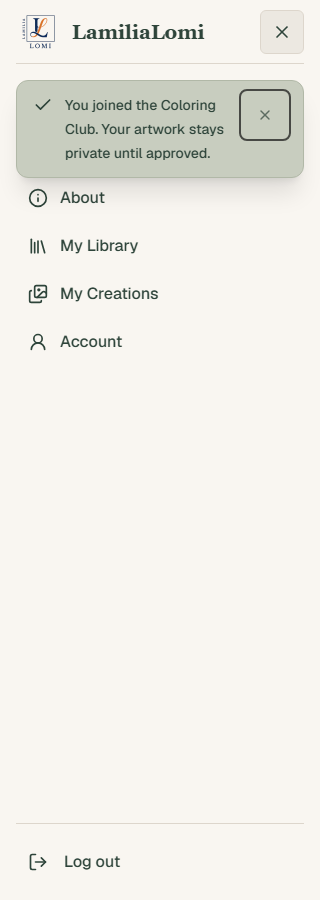 LAMILIA
L
LOMI
LamiliaLomi
You joined the Coloring
Club. Your artwork stays
private until approved.
About
My Library
My Creations
Account
Log out